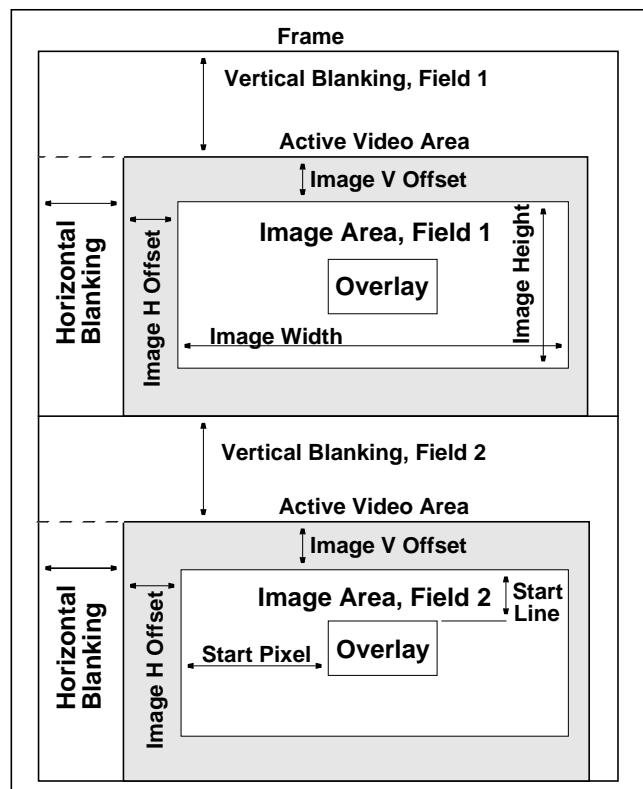 Frame
Vertical Blanking, Field 1
Active Video Area
Image V Offset
Horizontal
Blanking
Image H Offset
Image Area, Field 1
Image Height
Overlay
Image Width
Vertical Blanking, Field 2
Active Video Area
Image V Offset
Horizontal
Blanking
Image H Offset
Image Area, Field 2
Start
Line
Start Pixel
Overlay